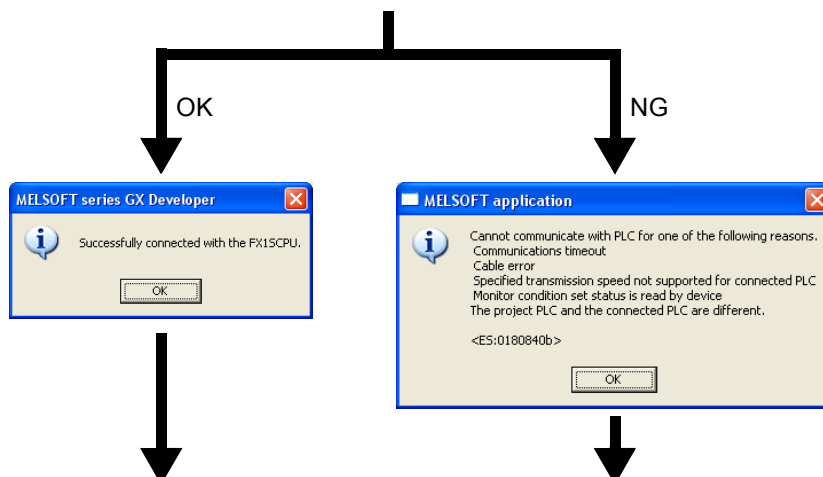 OK
NG
MELSOFT series GX Developer
Successfully connected with the FX1SCPU.
OK
MELSOFT application
Cannot communicate with PLC for one of the following reasons.
Communications timeout
Cable error
Specified transmission speed not supported for connected PLC
Monitor condition set status is read by device
The project PLC and the connected PLC are different.
<ES:0180840b>
OK